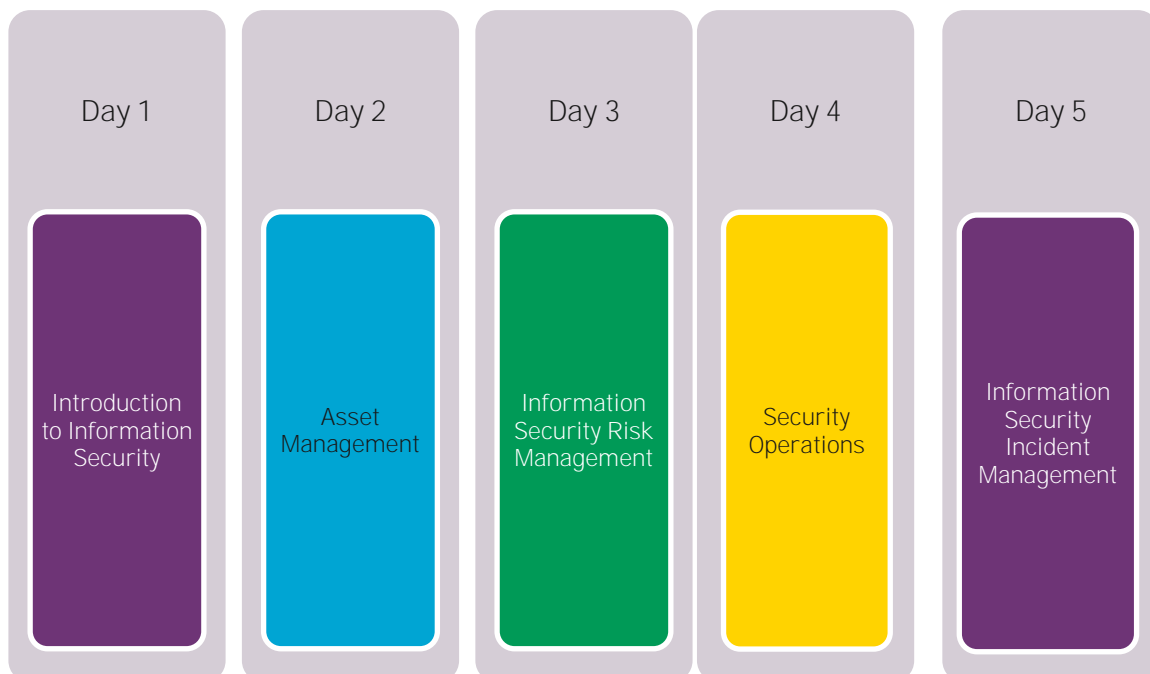 Day 1
Introduction
to Information
Security
Day 2
Asset
Management
Day 3
Information
Security Risk
Management
Day 4
Security
Operations
Day 5
Information
Security
Incident
Management